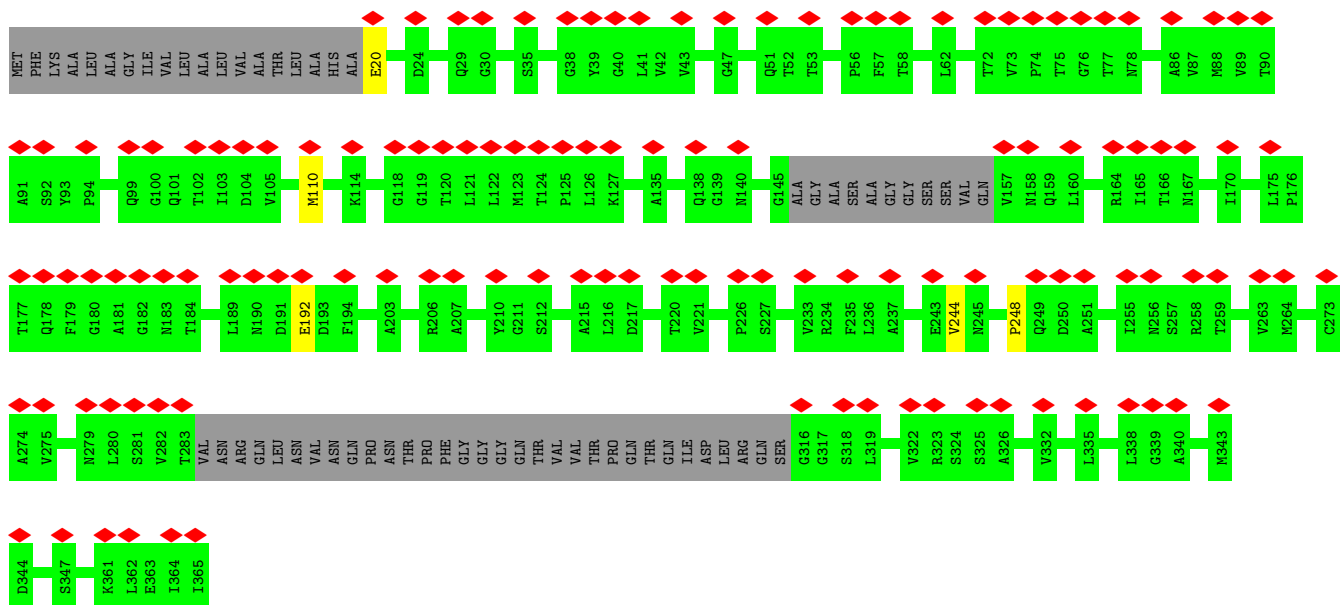 MET PHE LYS ALA LEU ALA GLY ILE VAL LEU ALA LEU VAL ALA THR LEU ALA HIS ALA E20 D24 Q29 G30 S35 G38 Y39 G40 L41 V42 V43 G47 Q51 T52 T53 P56 F57 T58 L62 T72 V73 P74 T75 G76 T77 N78 A86 V87 M88 V89 T90
A91 S92 Y93 P94 Q99 G100 Q101 T102 I103 D104 V105 M110 K114 G118 G119 T120 L121 L122 M123 T124 P125 L126 K127 A135 Q138 G139 N140 G145 ALA GLY ALA SER ALA GLY GLY SER SER VAL GLN V157 N158 Q159 L160 R164 I165 T166 N167 I170 L175 P176
T177 Q178 F179 G180 A181 G182 N183 T184 L189 N190 D191 E192 D193 F194 A203 R206 A207 Y210 G211 S212 A215 L216 D217 T220 V221 P226 S227 V233 R234 F235 L236 A237 E243 V244 N245 P248 Q249 D250 A251 I255 N256 S257 R258 T259 V263 M264 C273
A274 V275 N279 L280 S281 V282 T283 VAL ASN ARG GLN LEU ASN VAL ASN GLN PRO ASN THR PRO PHE GLY GLY GLY GLN THR VAL VAL THR PRO GLN THR GLN ILE ASP LEU ARG GLN SER G316 G317 S318 L319 V322 R323 S324 S325 A326 V332 L335 L338 G339 A340 M343
D344 S347 K361 L362 E363 I364 I365